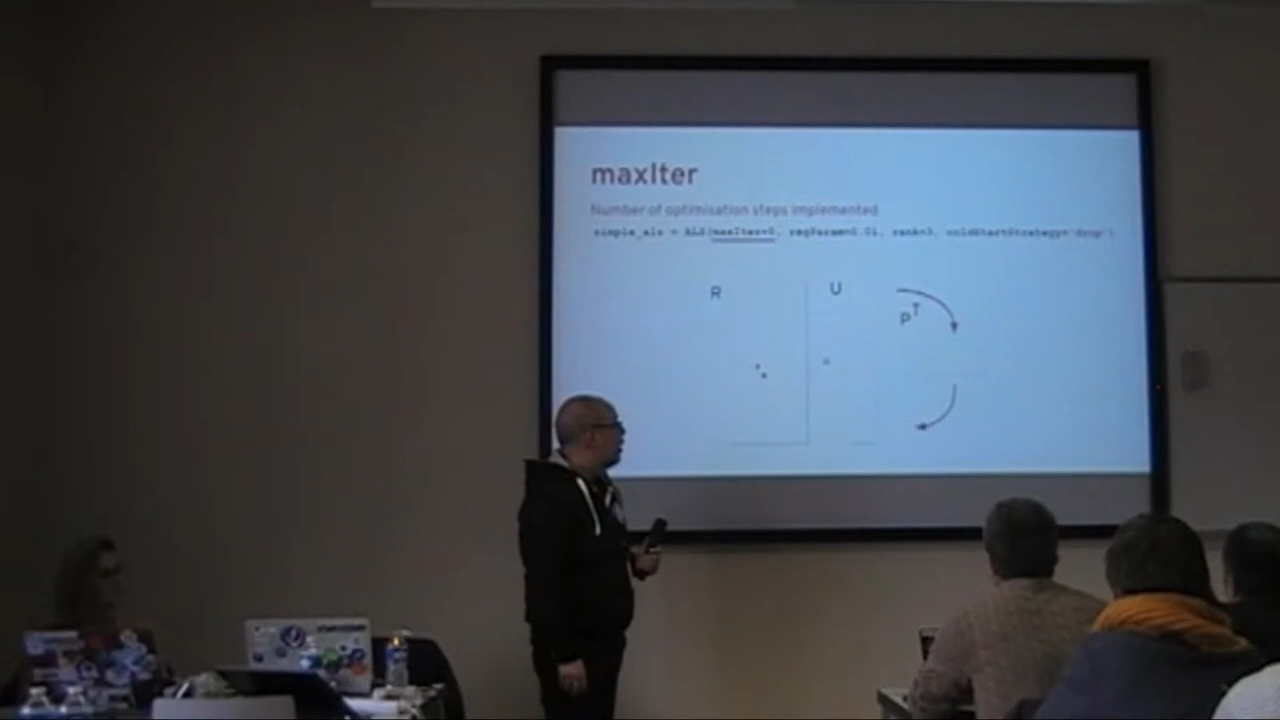 maxIter
Number of optimisation steps implemented
simple_als = ALS(maxIter=5, regParam=0.01, rank=3, coldStartStrategy='drop')
R
U
P^T